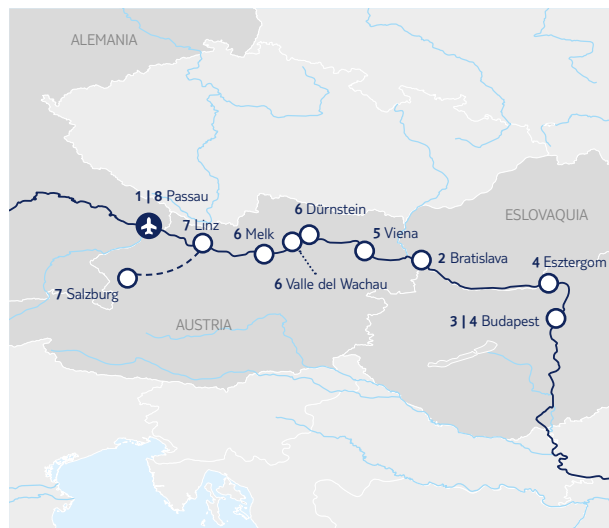 ALEMANIA
1 | 8 Passau
7 Linz
6 Melk
6 Dürnstein
5 Viena
ESLOVAQUIA
2 Bratislava
4 Esztergom
7 Salzburg
6 Valle del Wachau
3 | 4 Budapest
AUSTRIA